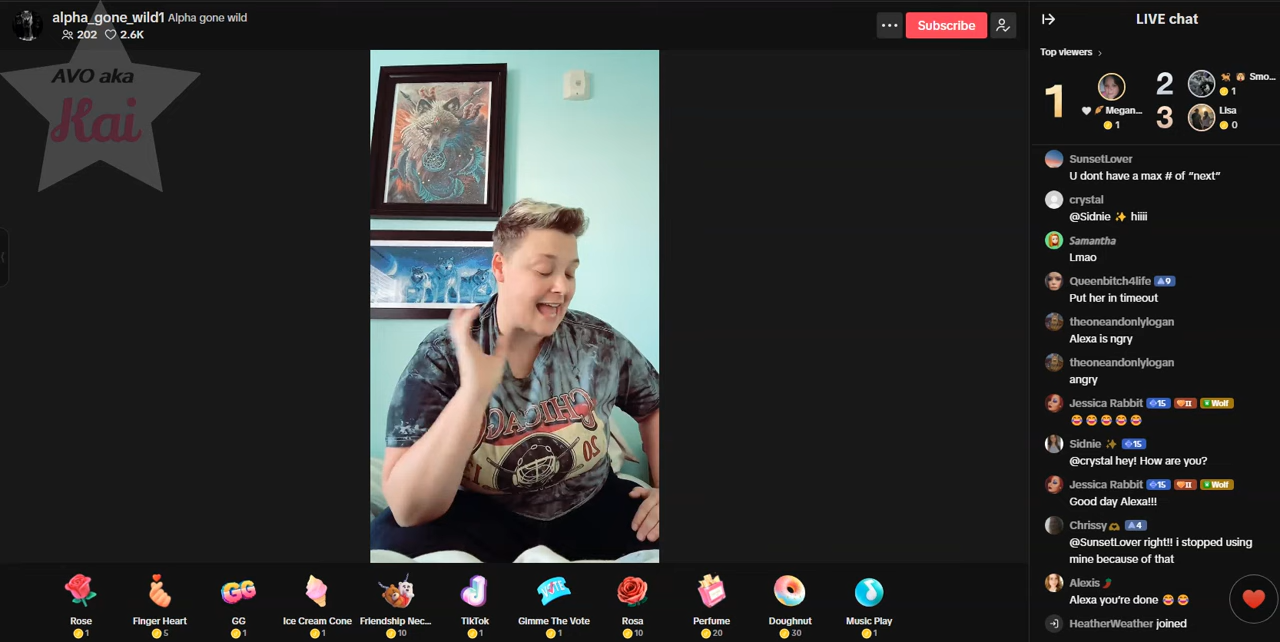 alpha_gone_wild1 Alpha gone wild
202 2.6K
Subscribe
AVO aka
Kai
CHICAGO
20
LIVE chat
Top viewers
1
Megan...
1
2
Smo...
1
3
Lisa
0
SunsetLover
U dont have a max # of “next”
crystal
@Sidnie ✨ hiiii
Samantha
Lmao
Queenbitch4life 9
Put her in timeout
theoneandonlylogan
Alexa is ngry
theoneandonlylogan
angry
Jessica Rabbit 15 II Wolf
😂 😂 😂 😂 😂
Sidnie ✨ 15
@crystal hey! How are you?
Jessica Rabbit 15 II Wolf
Good day Alexa!!!
Chrissy 4
@SunsetLover right!! i stopped using
mine because of that
Alexis 🌶️
Alexa you’re done 😂 😂
HeatherWeather joined
GG
Rose
1
Finger Heart
5
GG
1
Ice Cream Cone
1
Friendship Nec...
10
TikTok
1
Gimme The Vote
1
Rosa
10
Perfume
20
Doughnut
30
Music Play
1